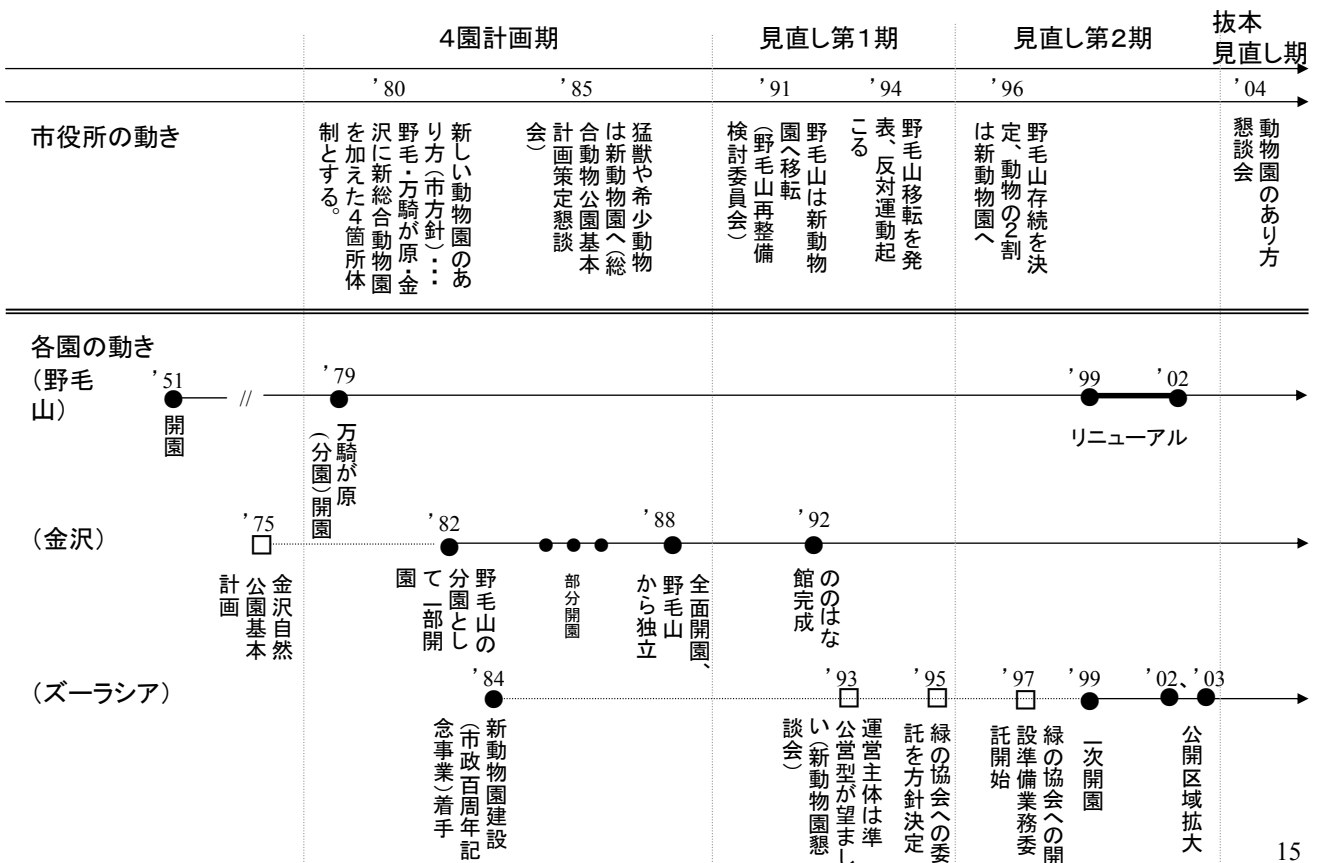 4園計画期
見直し第1期
見直し第2期
抜本
見直し期
’80
’85
’91
’94
’96
’04
市役所の動き
新しい動物園のあ
り方（市方針）・・・
野毛・万騎が原・金
沢に新総合動物園
を加えた４箇所体
制とする。
猛獣や希少動物
は新動物園へ（総
合動物公園基本
計画策定懇談
会）
野毛山は新動物
園へ移転
（野毛山再整備
検討委員会）
野毛山移転を発
表、反対運動起
こる
野毛山存続を決
定、動物の２割
は新動物園へ
動物園のあり方
懇談会
各園の動き
（野毛
山）
’51
開園
//
’79
万騎が原
（分園）開園
’99
’02
リニューアル
（金沢）
’75
金沢自然
公園基本
計画
’82
野毛山の
分園とし
て一部開
園
部分開園
’88
全面開園、
野毛山
から独立
’92
ののはな
館完成
（ズーラシア）
’84
新動物園建設
（市政百周年記
念事業）着手
’93
運営主体は準
公営型が望まし
い（新動物園懇
談会）
’95
緑の協会への委
託を方針決定
’97
緑の協会への開
設準備業務委
託開始
’99
一次開園
’02、’03
公開区域拡大
15